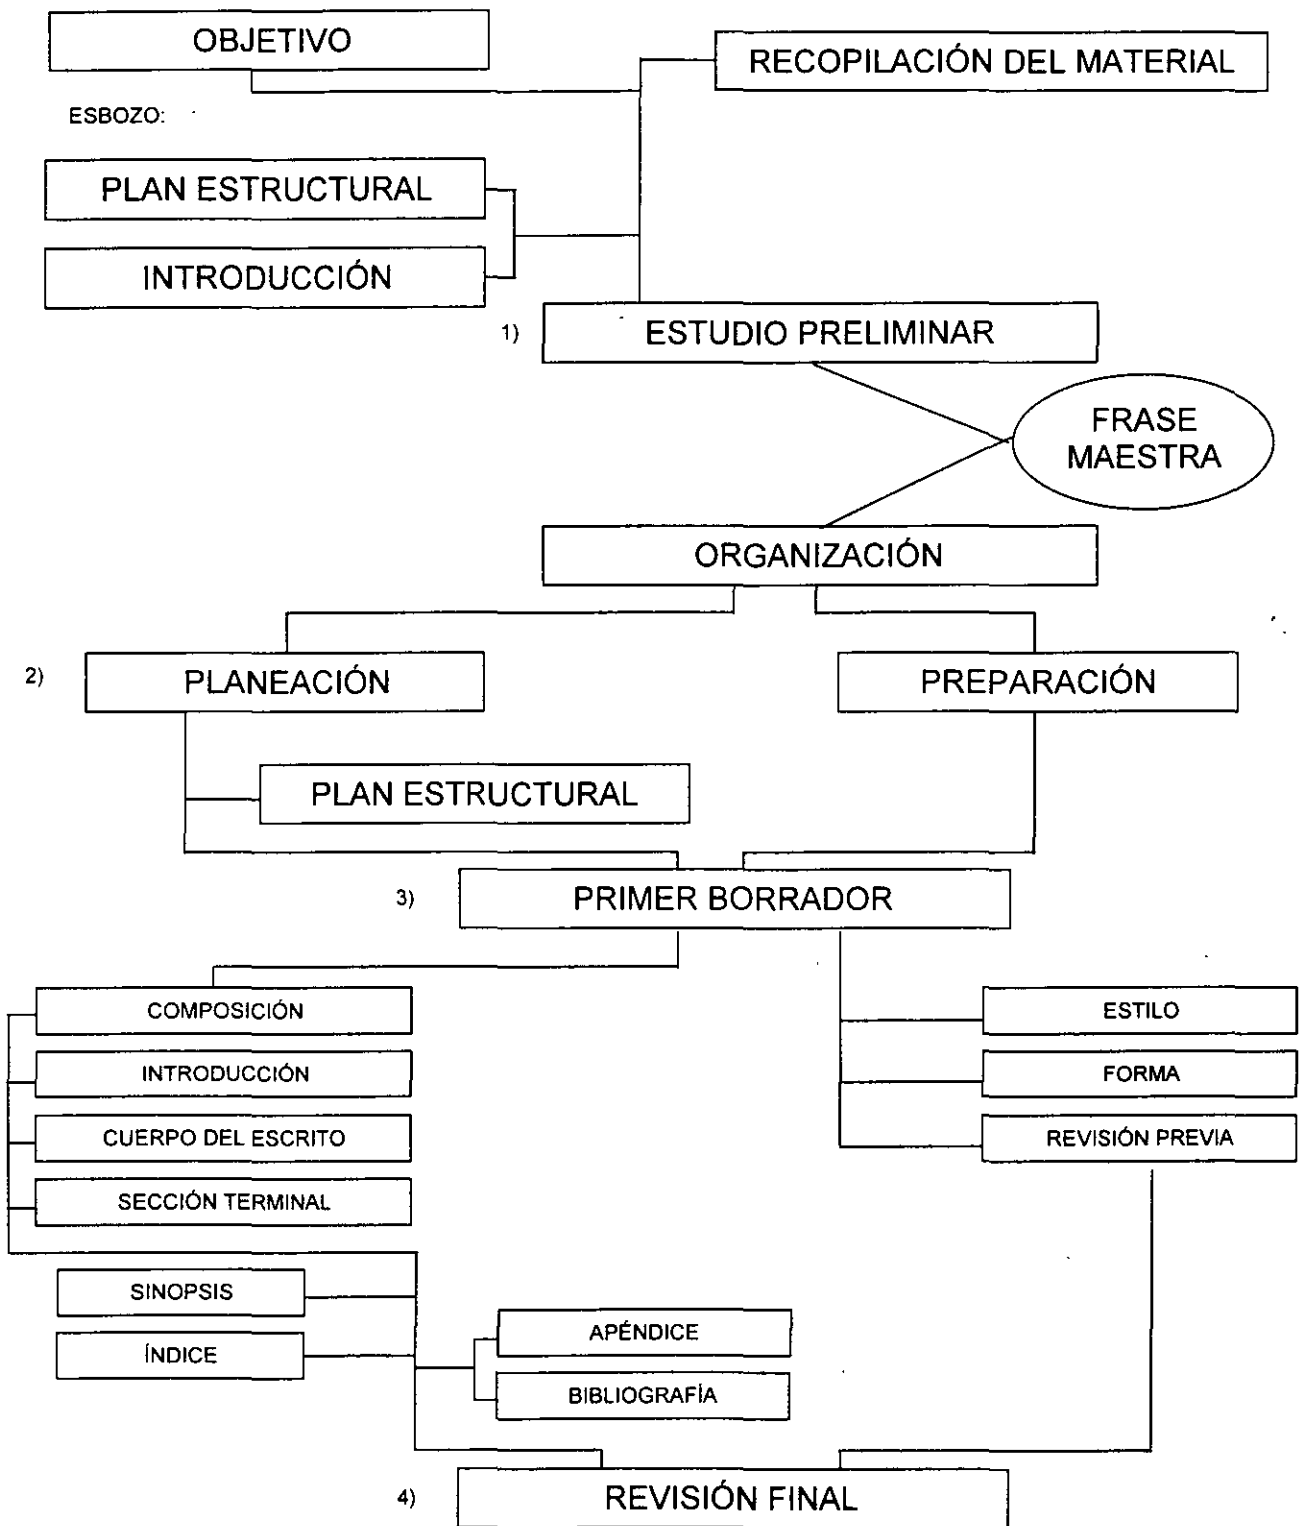 OBJETIVO
RECOPILACIÓN DEL MATERIAL
ESBOZO:
PLAN ESTRUCTURAL
INTRODUCCIÓN
1)
ESTUDIO PRELIMINAR
FRASE
MAESTRA
ORGANIZACIÓN
2)
PLANEACIÓN
PREPARACIÓN
PLAN ESTRUCTURAL
3)
PRIMER BORRADOR
COMPOSICIÓN
INTRODUCCIÓN
CUERPO DEL ESCRITO
SECCIÓN TERMINAL
ESTILO
FORMA
REVISIÓN PREVIA
SINOPSIS
ÍNDICE
APÉNDICE
BIBLIOGRAFÍA
4)
REVISIÓN FINAL